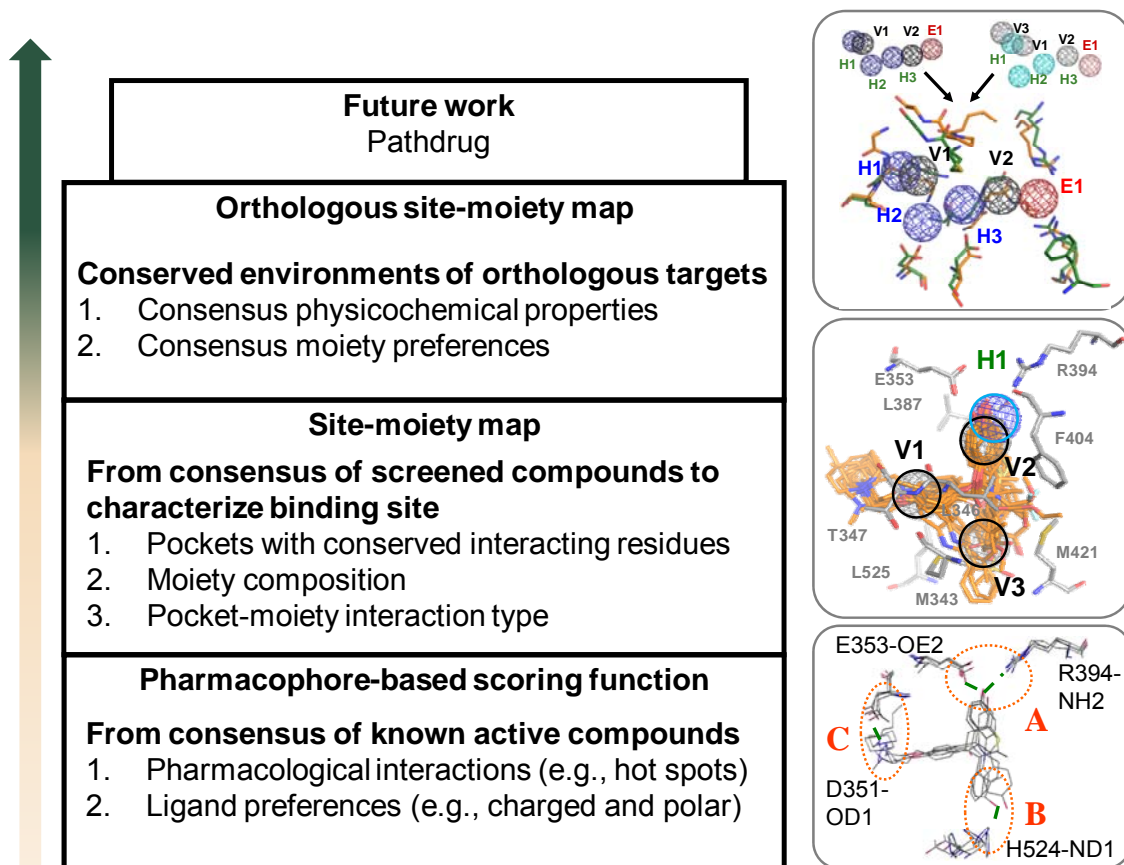 Future work
Pathdrug
Orthologous site-moiety map
Conserved environments of orthologous targets
1. Consensus physicochemical properties
2. Consensus moiety preferences
Site-moiety map
From consensus of screened compounds to
characterize binding site
1. Pockets with conserved interacting residues
2. Moiety composition
3. Pocket-moiety interaction type
Pharmacophore-based scoring function
From consensus of known active compounds
1. Pharmacological interactions (e.g., hot spots)
2. Ligand preferences (e.g., charged and polar)
V1 V2 E1
H1
H2
H3
V3
V2
H1 V1 E1
H2 H3
V1 V2
H1
E1
H2
H3
H1
E353 R394
L387
F404
V1
V2
L346
T347
M421
L525
M343
V3
E353-OE2
R394-
NH2
A
C
D351-
OD1
B
H524-ND1